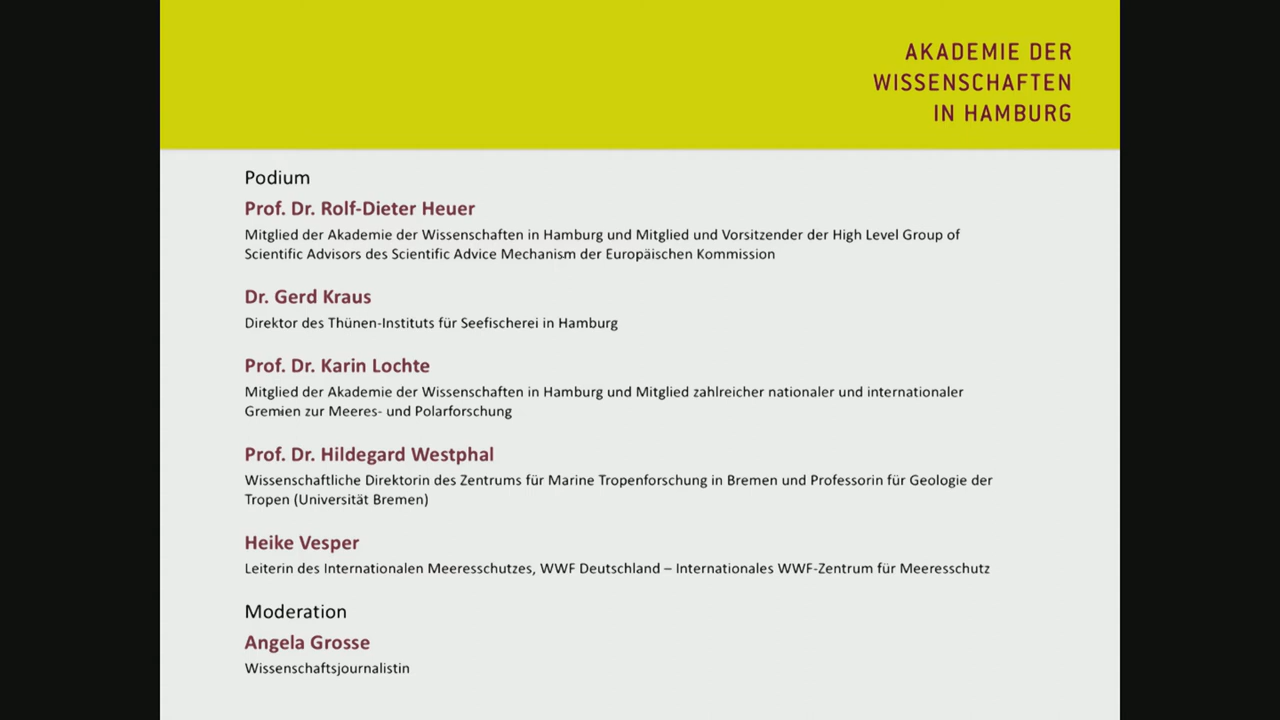 AKADEMIE DER
WISSENSCHAFTEN
IN HAMBURG
Podium
Prof. Dr. Rolf-Dieter Heuer
Mitglied der Akademie der Wissenschaften in Hamburg und Mitglied und Vorsitzender der High Level Group of
Scientific Advisors des Scientific Advice Mechanism der Europäischen Kommission
Dr. Gerd Kraus
Direktor des Thünen-Instituts für Seefischerei in Hamburg
Prof. Dr. Karin Lochte
Mitglied der Akademie der Wissenschaften in Hamburg und Mitglied zahlreicher nationaler und internationaler
Gremien zur Meeres- und Polarforschung
Prof. Dr. Hildegard Westphal
Wissenschaftliche Direktorin des Zentrums für Marine Tropenforschung in Bremen und Professorin für Geologie der
Tropen (Universität Bremen)
Heike Vesper
Leiterin des Internationalen Meeresschutzes, WWF Deutschland – Internationales WWF-Zentrum für Meeresschutz
Moderation
Angela Grosse
Wissenschaftsjournalistin